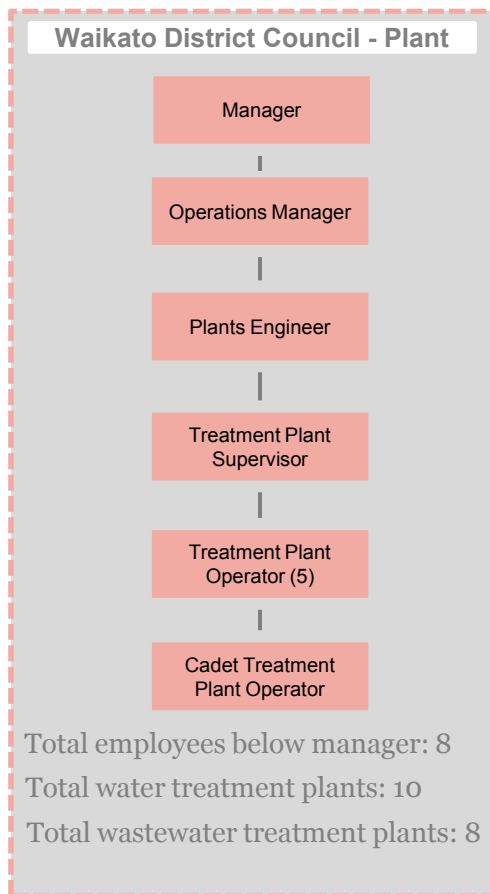 Waikato District Council - Plant
Manager
Operations Manager
Plants Engineer
Treatment Plant
Supervisor
Treatment Plant
Operator (5)
Cadet Treatment
Plant Operator
Total employees below manager: 8
Total water treatment plants: 10
Total wastewater treatment plants: 8